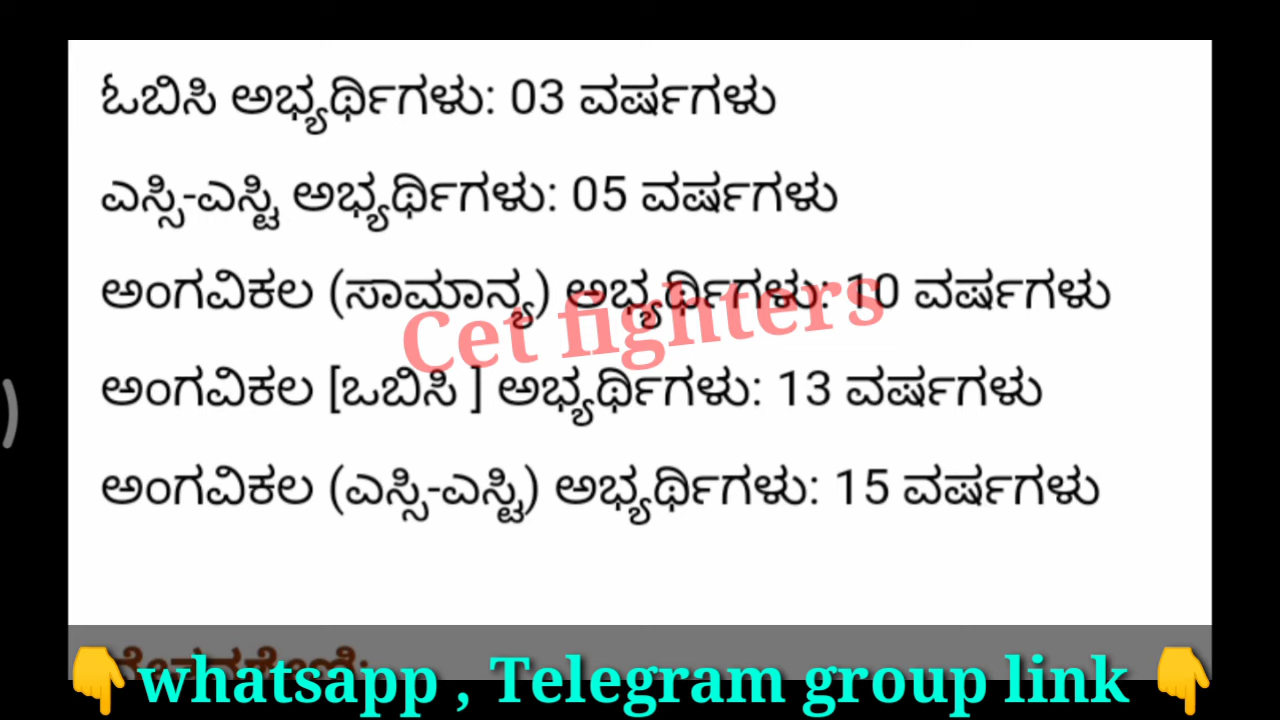 ಓಬಿಸಿ ಅಭ್ಯರ್ಥಿಗಳು: 03 ವರ್ಷಗಳು
ಎಸ್ಸಿ-ಎಸ್ಟಿ ಅಭ್ಯರ್ಥಿಗಳು: 05 ವರ್ಷಗಳು
ಅಂಗವಿಕಲ (ಸಾಮಾನ್ಯ) ಅಭ್ಯರ್ಥಿಗಳು: 10 ವರ್ಷಗಳು
Cet fighters
ಅಂಗವಿಕಲ [ಒಬಿಸಿ ] ಅಭ್ಯರ್ಥಿಗಳು: 13 ವರ್ಷಗಳು
ಅಂಗವಿಕಲ (ಎಸ್ಸಿ-ಎಸ್ಟಿ) ಅಭ್ಯರ್ಥಿಗಳು: 15 ವರ್ಷಗಳು
whatsapp , Telegram group link